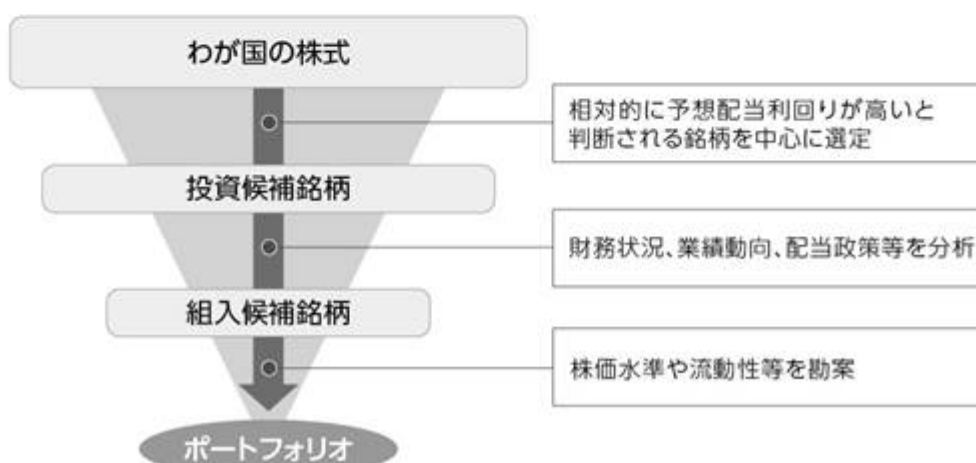 わが国の株式
相対的に予想配当利回りが高いと
判断される銘柄を中心に選定
投資候補銘柄
財務状況、業績動向、配当政策等を分析
組入候補銘柄
株価水準や流動性等を勘案
ポートフォリオ